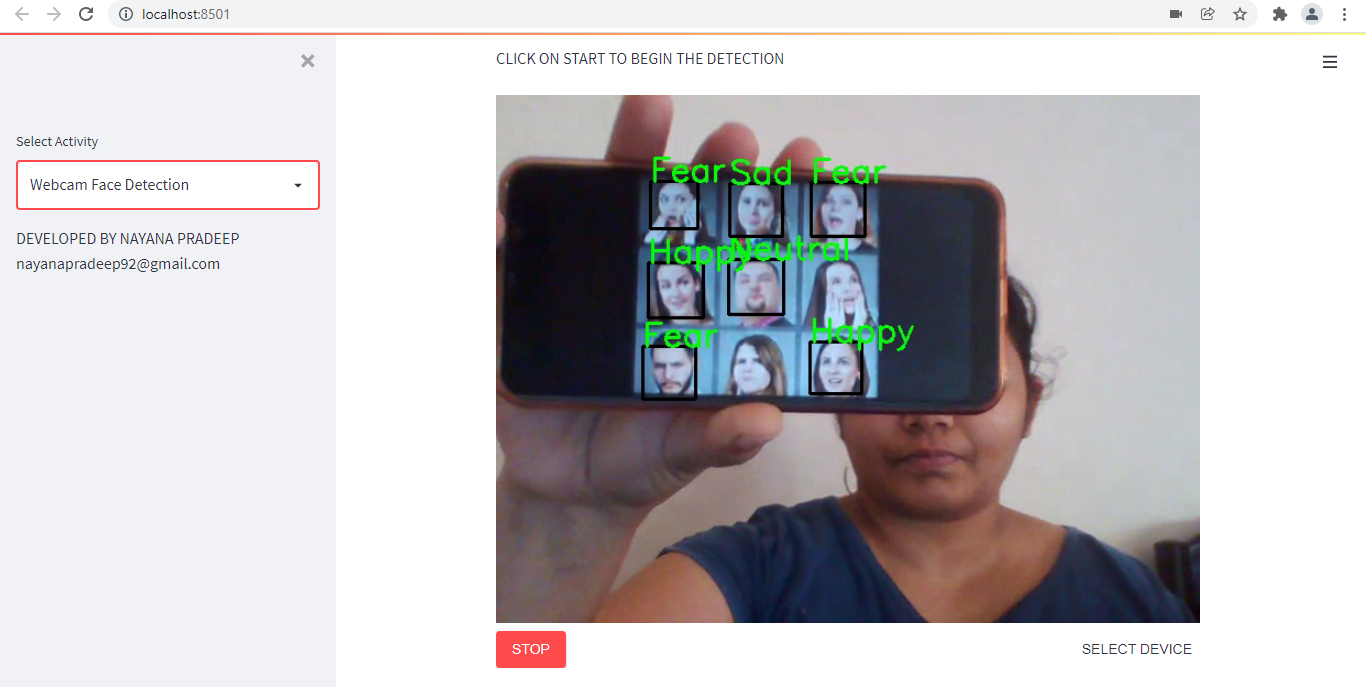 localhost:8501
CLICK ON START TO BEGIN THE DETECTION
Select Activity
Webcam Face Detection
DEVELOPED BY NAYANA PRADEEP
nayanapradeep92@gmail.com
Fear Sad Fear
Happy Neutral
Fear Happy
STOP
SELECT DEVICE